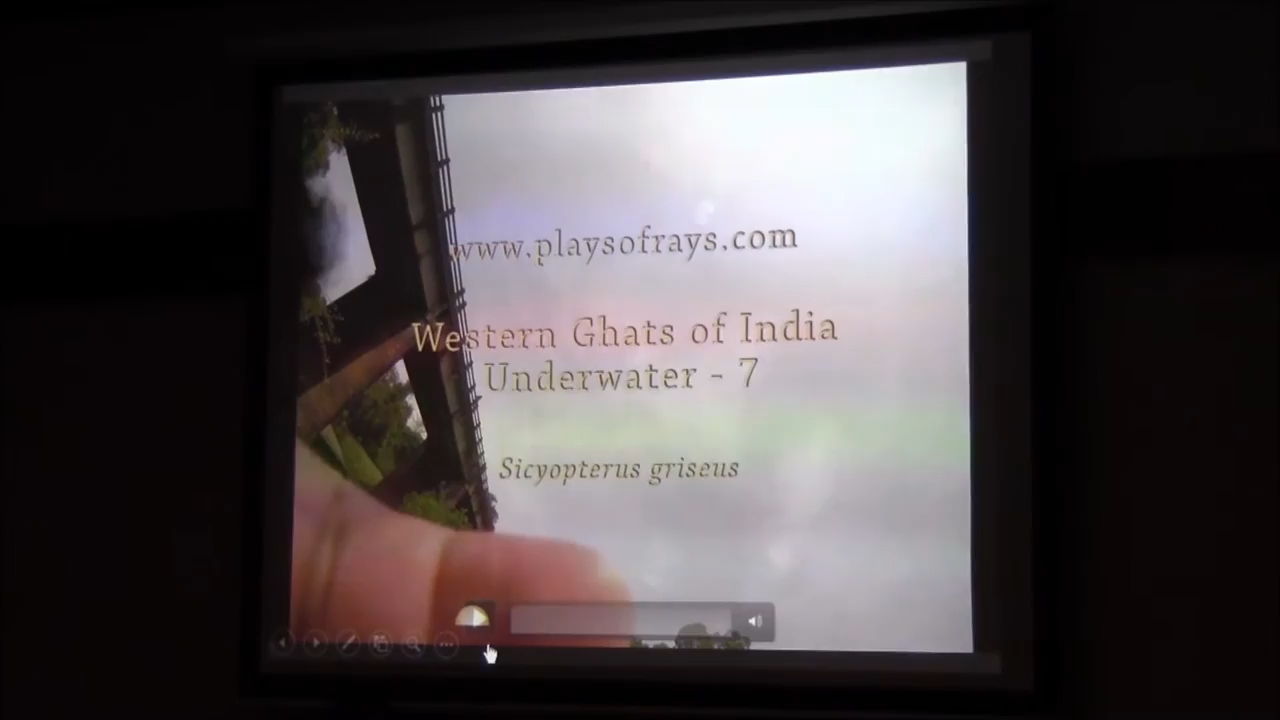 www.playsofrays.com
Western Ghats of India
Underwater - 7
Sicyopterus griseus